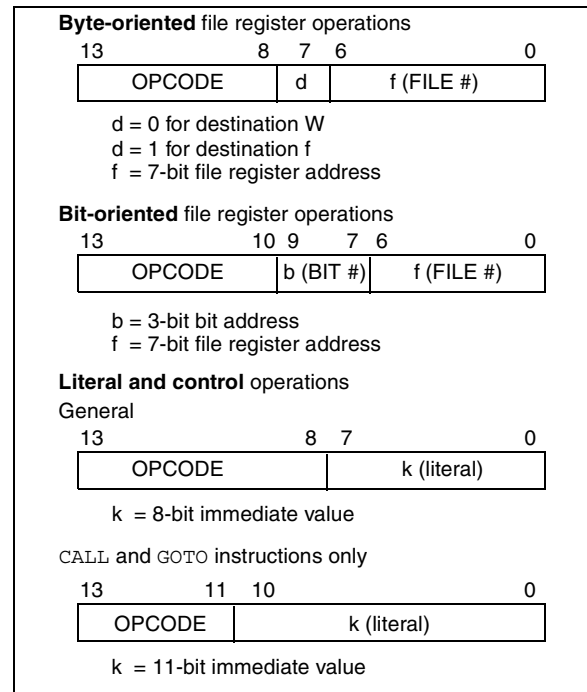 Byte-oriented file register operations
13 8 7 6 0
OPCODE d f (FILE #)
d = 0 for destination W
d = 1 for destination f
f = 7-bit file register address
Bit-oriented file register operations
13 10 9 7 6 0
OPCODE b (BIT #) f (FILE #)
b = 3-bit bit address
f = 7-bit file register address
Literal and control operations
General
13 8 7 0
OPCODE k (literal)
k = 8-bit immediate value
CALL and GOTO instructions only
13 11 10 0
OPCODE k (literal)
k = 11-bit immediate value